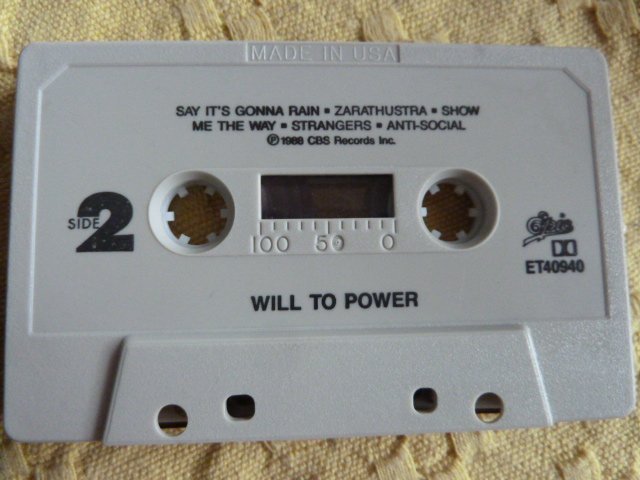 MADE IN USA
SAY IT'S GONNA RAIN ▪ ZARATHUSTRA ▪ SHOW
ME THE WAY ▪ STRANGERS ▪ ANTI-SOCIAL
℗ 1988 CBS Records Inc.
SIDE 2
100 50 0
Epic
ET40940
WILL TO POWER